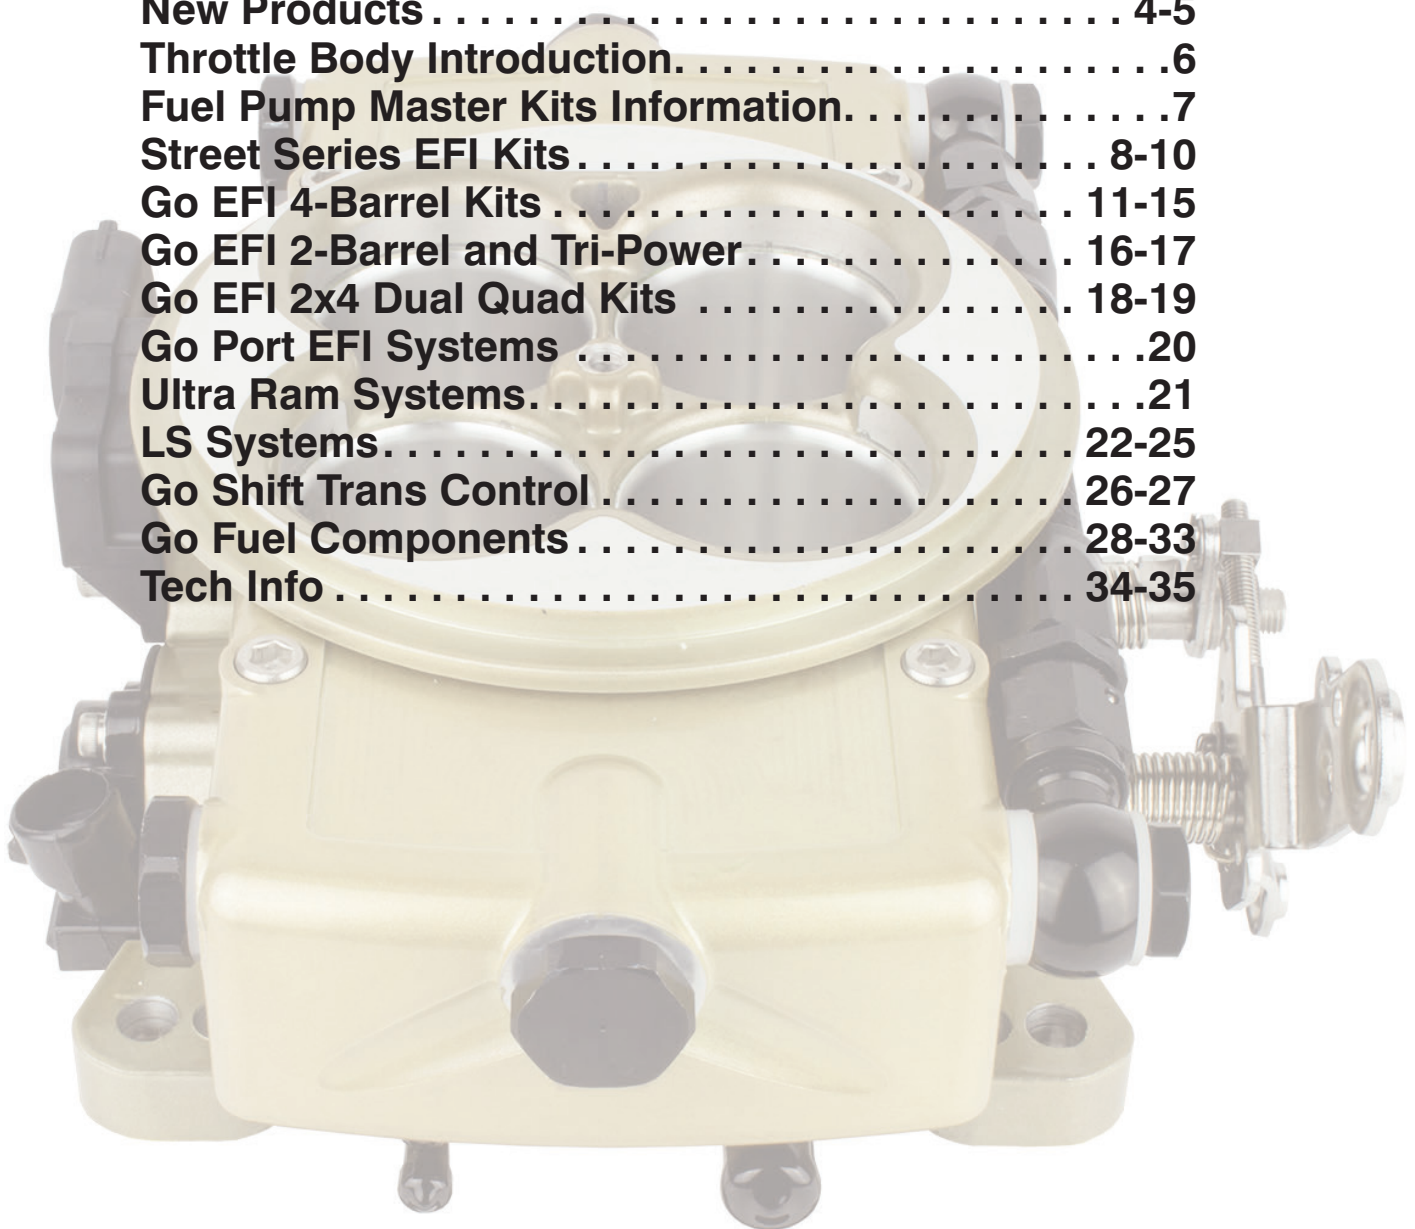 New Products . . . . . . . . . . . . . . . . . . . . . . . . . . . . . 4-5
Throttle Body Introduction. . . . . . . . . . . . . . . . . . . . .6
Fuel Pump Master Kits Information. . . . . . . . . . . . . .7
Street Series EFI Kits . . . . . . . . . . . . . . . . . . . . . . 8-10
Go EFI 4-Barrel Kits . . . . . . . . . . . . . . . . . . . . . . 11-15
Go EFI 2-Barrel and Tri-Power. . . . . . . . . . . . . . 16-17
Go EFI 2x4 Dual Quad Kits . . . . . . . . . . . . . . . . 18-19
Go Port EFI Systems . . . . . . . . . . . . . . . . . . . . . . . .20
Ultra Ram Systems. . . . . . . . . . . . . . . . . . . . . . . . . .21
LS Systems. . . . . . . . . . . . . . . . . . . . . . . . . . . . . 22-25
Go Shift Trans Control . . . . . . . . . . . . . . . . . . . . 26-27
Go Fuel Components . . . . . . . . . . . . . . . . . . . . . 28-33
Tech Info . . . . . . . . . . . . . . . . . . . . . . . . . . . . . . . 34-35